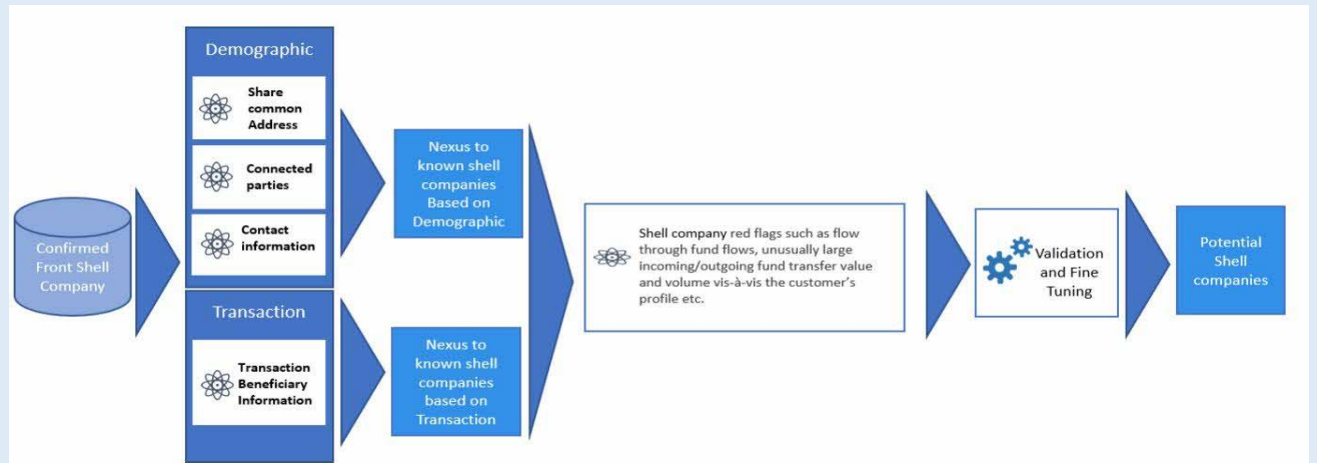 Confirmed
Front Shell
Company
Demographic
Share
common
Address
Connected
parties
Contact
information
Transaction
Transaction
Beneficiary
Information
Nexus to
known shell
companies
Based on
Demographic
Nexus to
known shell
companies
based on
Transaction
Shell company red flags such as flow
through fund flows, unusually large
incoming/outgoing fund transfer value
and volume vis-à-vis the customer's
profile etc.
Validation
and Fine
Tuning
Potential
Shell
companies